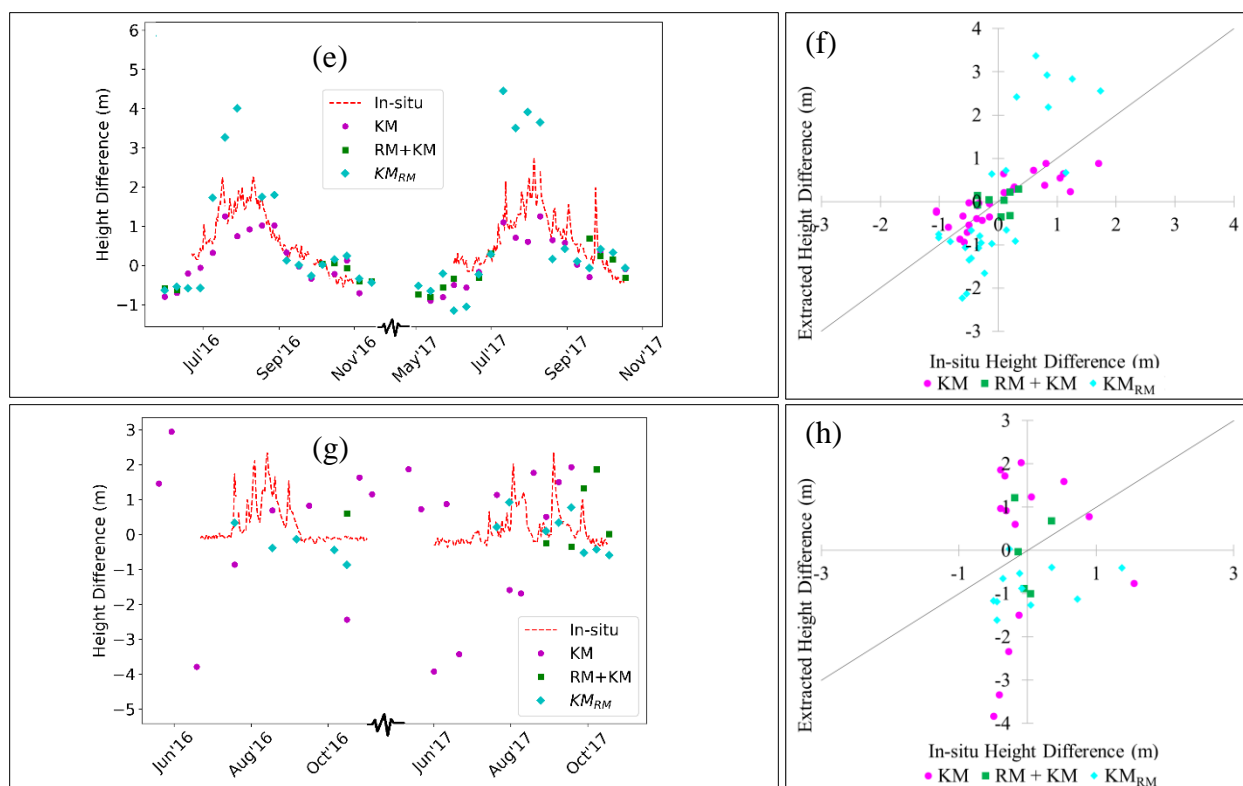 (e)
Height Difference (m)
6
5
4
3
2
1
0
−1
In-situ
KM
RM+KM
KM_RM
Jul'16
Sep'16
Nov'16
May'17
Jul'17
Sep'17
Nov'17
(f)
Extracted Height Difference (m)
4
3
2
1
0
-1
-2
-3
-3 -2 -1 0 1 2 3 4
In-situ Height Difference (m)
KM RM + KM KM_RM
(g)
Height Difference (m)
3
2
1
0
−1
−2
−3
−4
−5
In-situ
KM
RM+KM
KM_RM
Jun'16
Aug'16
Oct'16
Jun'17
Aug'17
Oct'17
(h)
Extracted Height Difference (m)
3
2
1
0
-1
-2
-3
-4
-3 -1 1 3
In-situ Height Difference (m)
KM RM + KM KM_RM